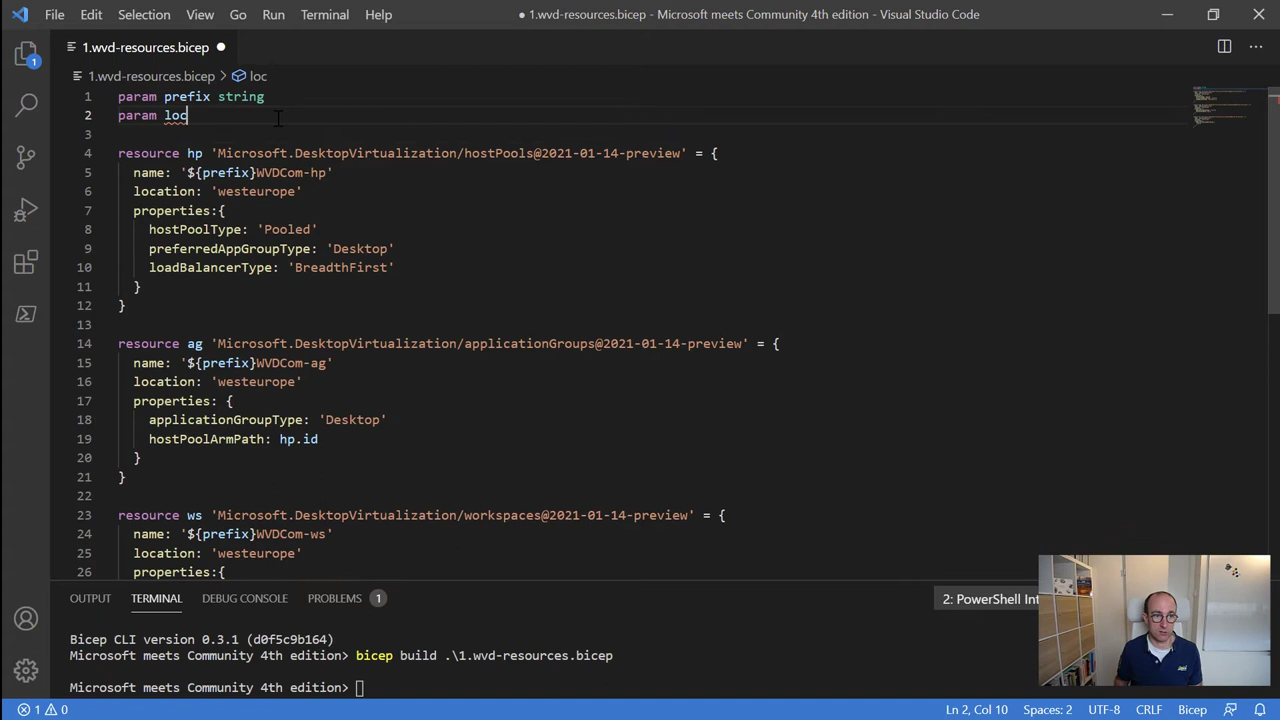 File Edit Selection View Go Run Terminal Help ● 1.wvd-resources.bicep - Microsoft meets Community 4th edition - Visual Studio Code
1.wvd-resources.bicep ●
1.wvd-resources.bicep > loc
1 param prefix string
2 param loc
3
4 resource hp 'Microsoft.DesktopVirtualization/hostPools@2021-01-14-preview' = {
5 name: '${prefix}WVDCom-hp'
6 location: 'westeurope'
7 properties:{
8 hostPoolType: 'Pooled'
9 preferredAppGroupType: 'Desktop'
10 loadBalancerType: 'BreadthFirst'
11 }
12 }
13
14 resource ag 'Microsoft.DesktopVirtualization/applicationGroups@2021-01-14-preview' = {
15 name: '${prefix}WVDCom-ag'
16 location: 'westeurope'
17 properties: {
18 applicationGroupType: 'Desktop'
19 hostPoolArmPath: hp.id
20 }
21 }
22
23 resource ws 'Microsoft.DesktopVirtualization/workspaces@2021-01-14-preview' = {
24 name: '${prefix}WVDCom-ws'
25 location: 'westeurope'
26 properties:{
1
OUTPUT TERMINAL DEBUG CONSOLE PROBLEMS 1 2: PowerShell Int
Bicep CLI version 0.3.1 (d0f5c9b164)
Microsoft meets Community 4th edition> bicep build .\1.wvd-resources.bicep
Microsoft meets Community 4th edition>
1 0 Ln 2, Col 10 Spaces: 2 UTF-8 CRLF Bicep